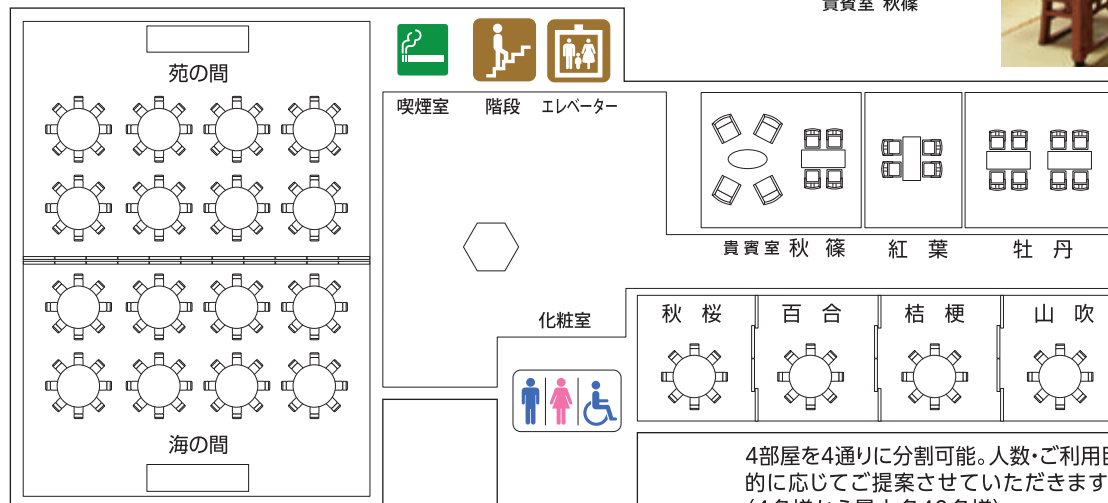 貴賓室 秋篠
苑の間
喫煙室
階段
エレベーター
貴賓室 秋 篠
紅 葉
牡 丹
化粧室
秋 桜
百 合
桔 梗
山 吹
海の間
4部屋を4通りに分割可能。人数・ご利用目
的に応じてご提案させていただきます